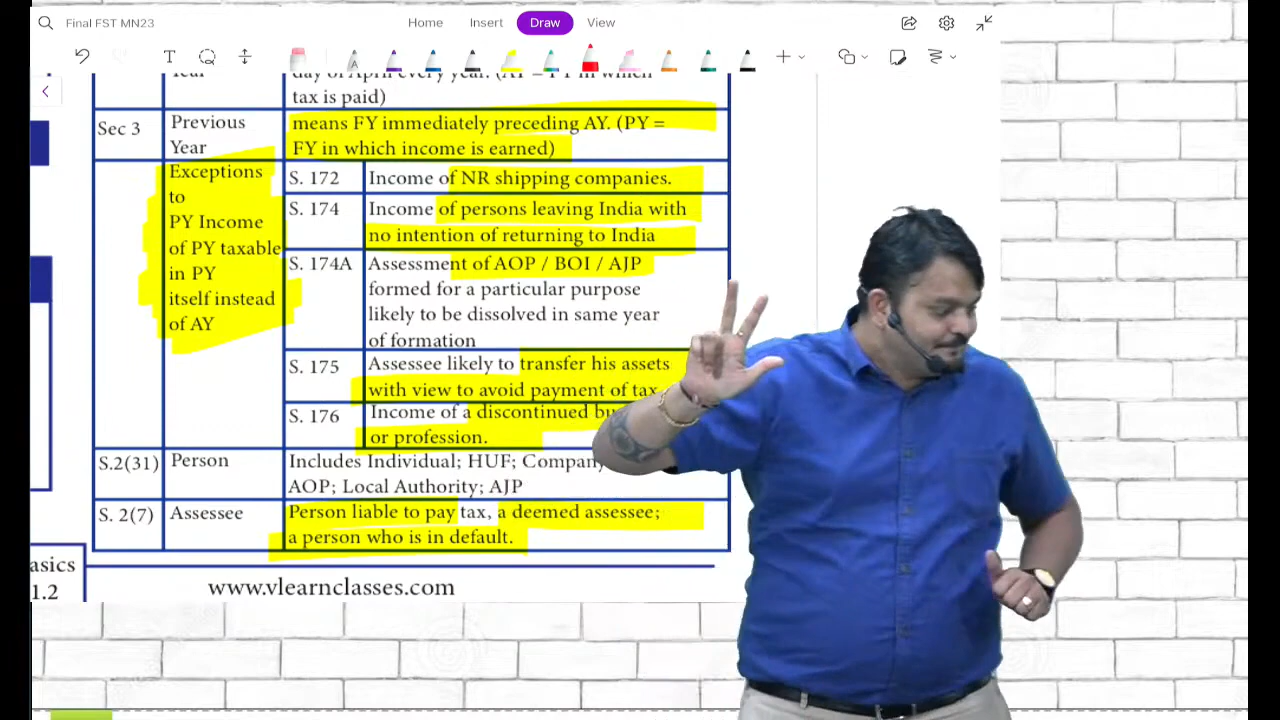 Final FST MN23
Home Insert Draw View
tax is paid)
Sec 3
Previous
Year
means FY immediately preceding AY. (PY =
FY in which income is earned)
Exceptions
to
PY Income
of PY taxable
in PY
itself instead
of AY
S. 172
Income of NR shipping companies.
S. 174
Income of persons leaving India with
no intention of returning to India
S. 174A
Assessment of AOP / BOI / AJP
formed for a particular purpose
likely to be dissolved in same year
of formation
S. 175
Assessee likely to transfer his assets
with view to avoid payment of tax
S. 176
Income of a discontinued
or profession.
S.2(31)
Person
Includes Individual; HUF; Company
AOP; Local Authority; AJP
S. 2(7)
Assessee
Person liable to pay tax, a deemed assessee;
a person who is in default.
asics
1.2
www.vlearnclasses.com